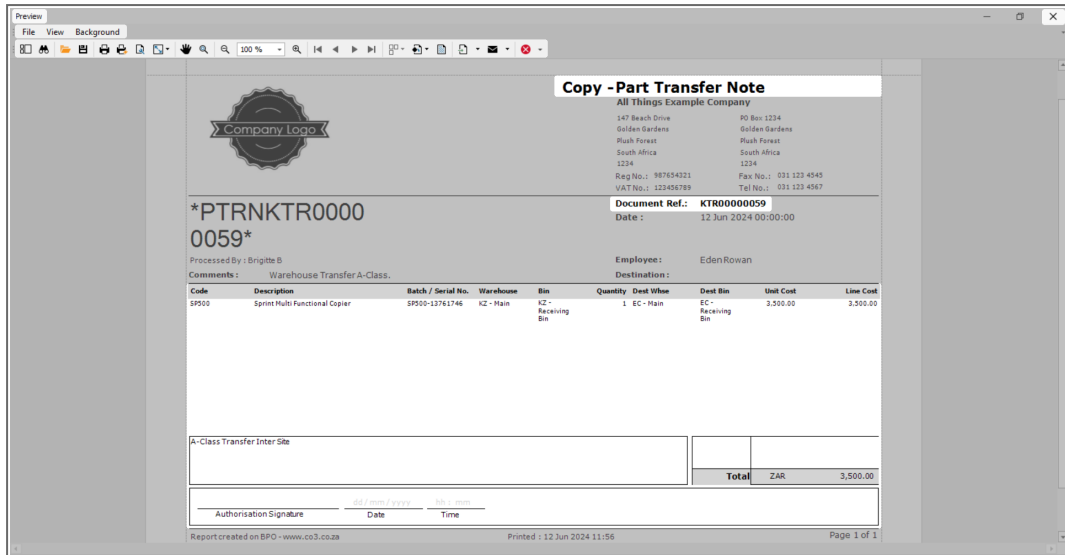 Preview
File View Background
100 %
Copy -Part Transfer Note
Company Logo
All Things Example Company
147 Beach Drive PO Box 1234
Golden Gardens Golden Gardens
Plush Forest Plush Forest
South Africa South Africa
1234 1234
Reg No.: 987654321 Fax No.: 031 123 4545
VAT No.: 123456789 Tel No.: 031 123 4567
*PTRNKTR0000
0059*
Document Ref.: KTR00000059
Date : 12 Jun 2024 00:00:00
Processed By : Brigitte B
Employee : Eden Rowan
Comments : Warehouse Transfer A-Class.
Destination :
Code Description Batch / Serial No. Warehouse Bin Quantity Dest Whse Dest Bin Unit Cost Line Cost
SP500 Sprint Multi Functional Copier SP500-13761746 KZ - Main KZ - 1 EC - Main EC - 3,500.00 3,500.00
Receiving Receiving
Bin Bin
A-Class Transfer Inter Site
Total ZAR 3,500.00
dd / mm / yyyy hh : mm
Authorisation Signature Date Time
Report created on BPO - www.co3.co.za Printed : 12 Jun 2024 11:56 Page 1 of 1